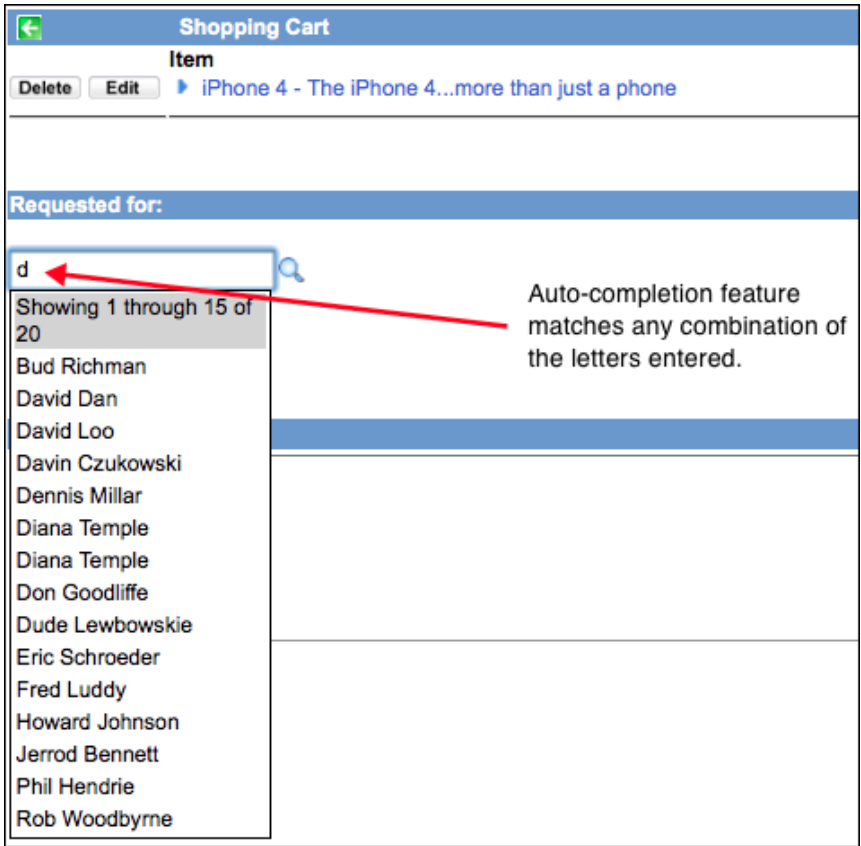 Shopping Cart
Item
Delete Edit iPhone 4 - The iPhone 4...more than just a phone
Requested for:
d
Auto-completion feature
matches any combination of
the letters entered.
Showing 1 through 15 of
20
Bud Richman
David Dan
David Loo
Davin Czukowski
Dennis Millar
Diana Temple
Diana Temple
Don Goodliffe
Dude Lewbowskie
Eric Schroeder
Fred Luddy
Howard Johnson
Jerrod Bennett
Phil Hendrie
Rob Woodbyrne